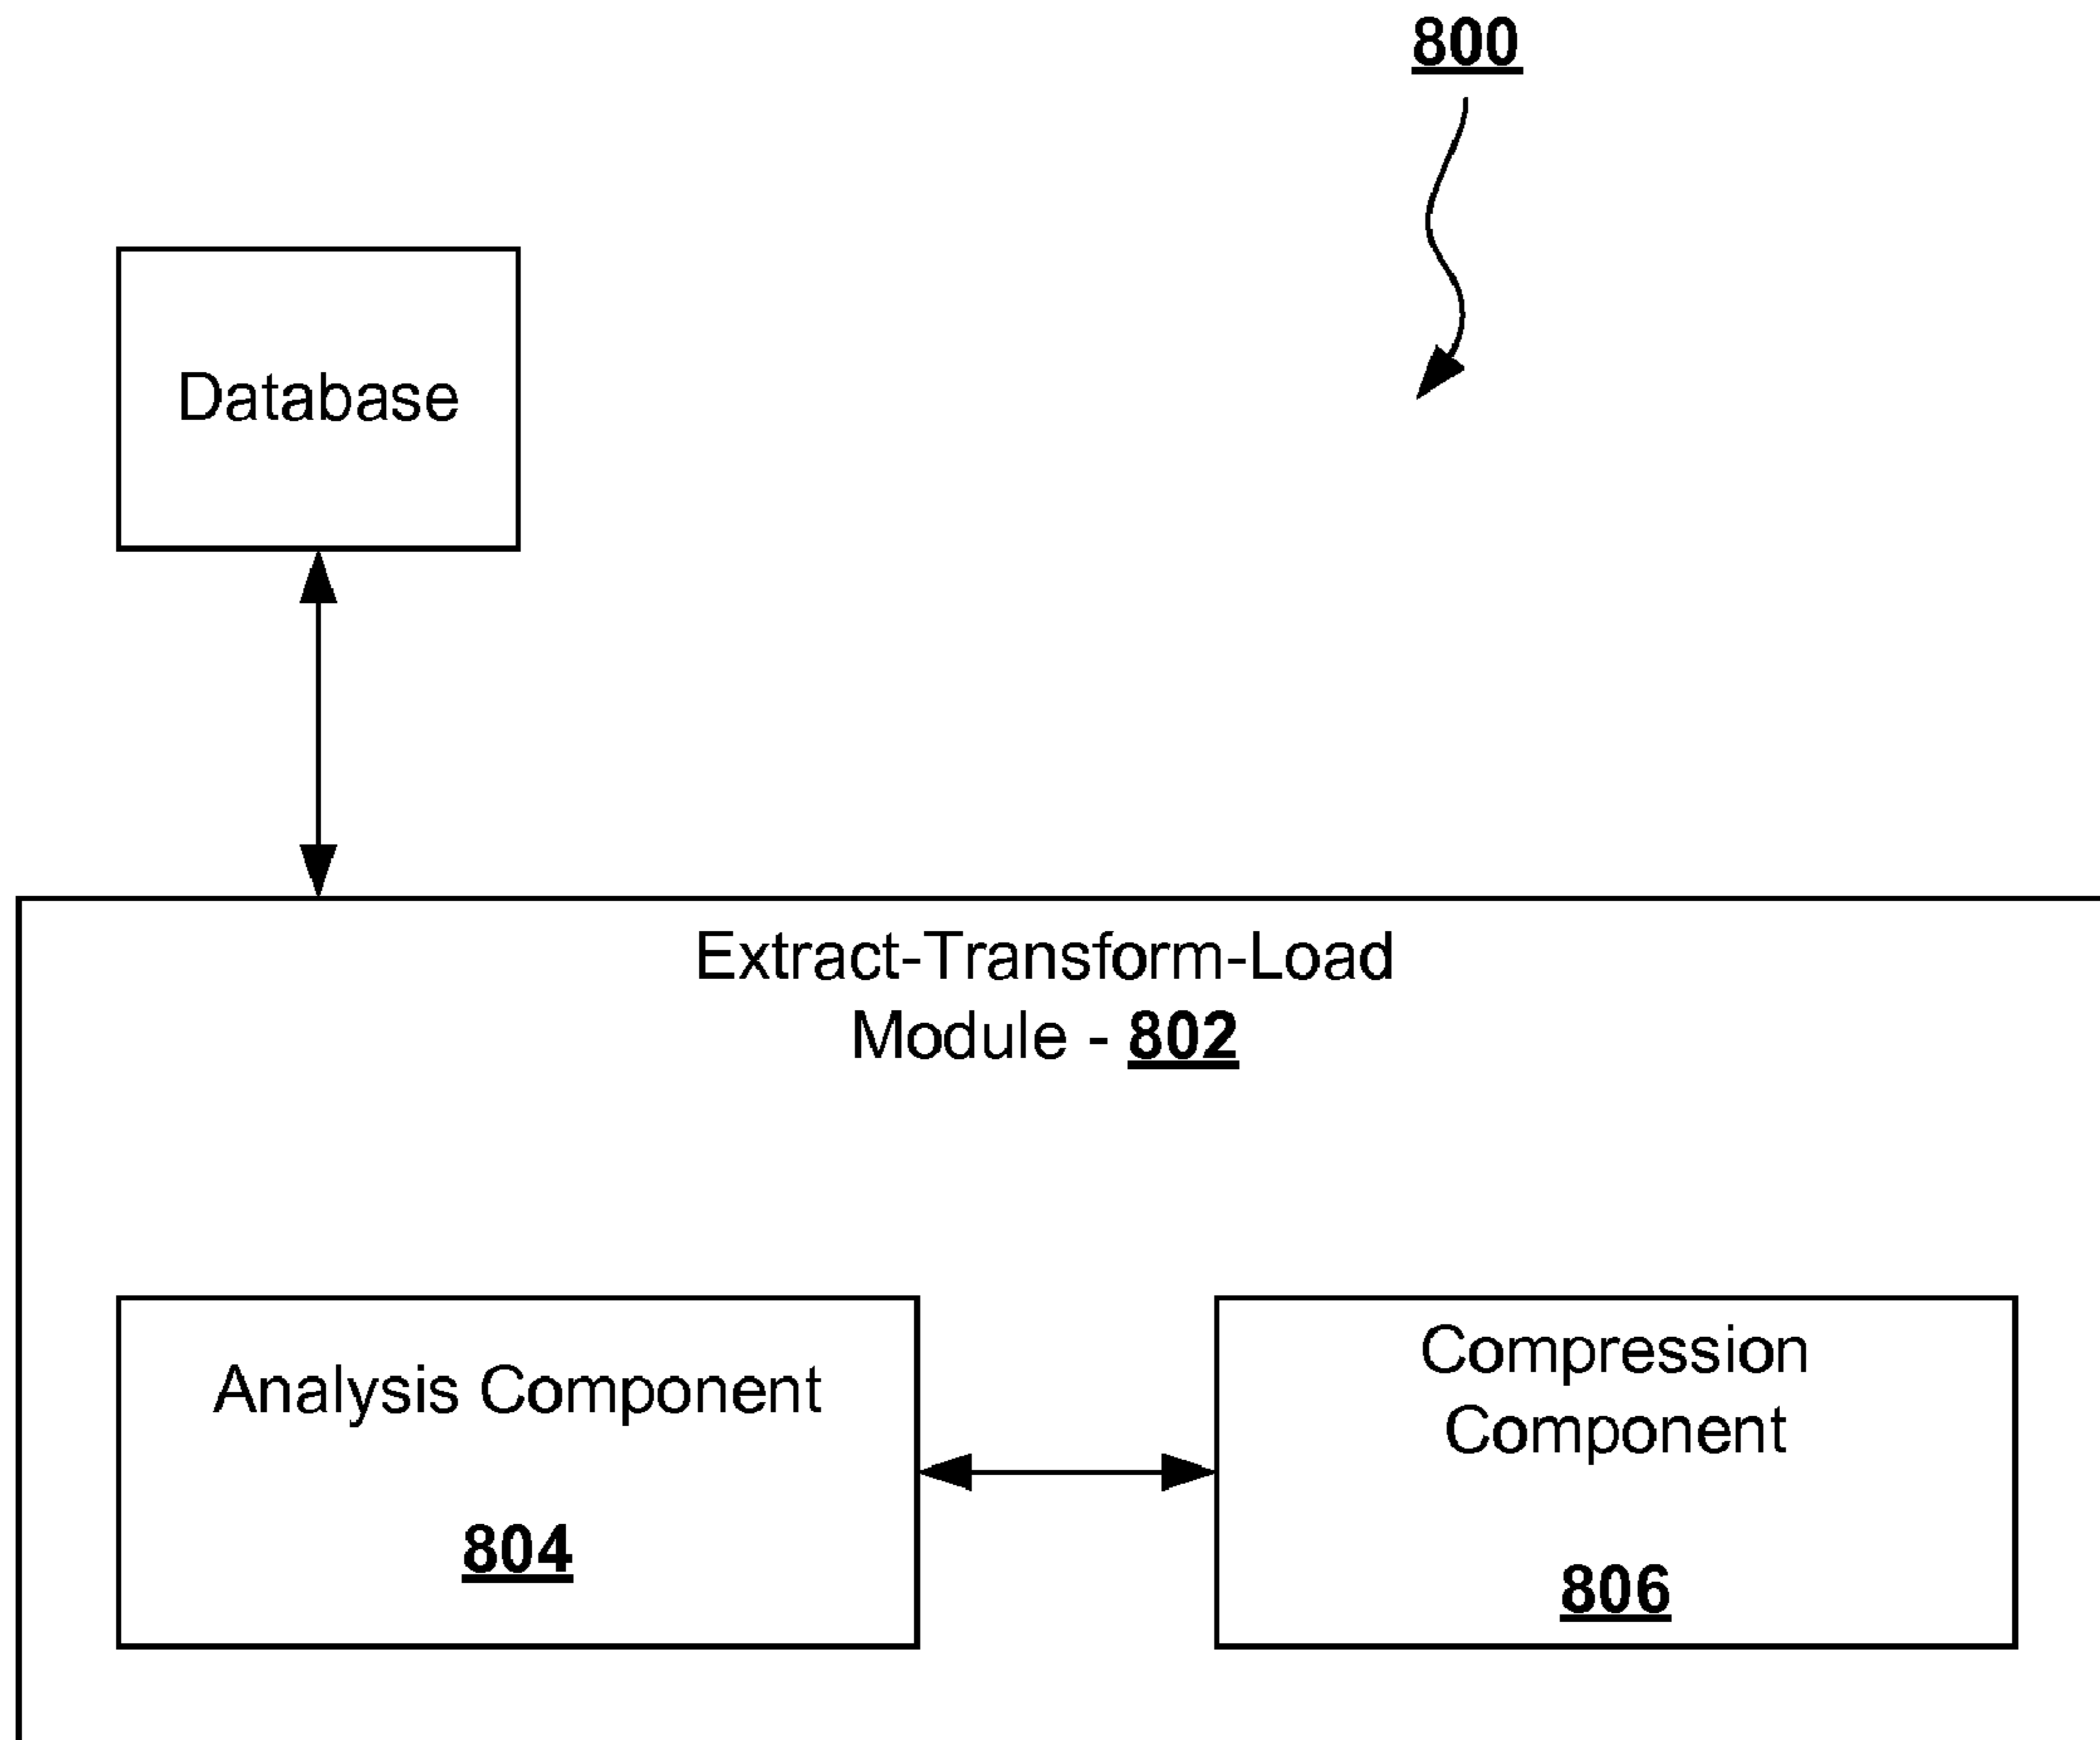 800
Database
Extract-Transform-Load
Module - 802
Analysis Component
804
Compression
Component
806